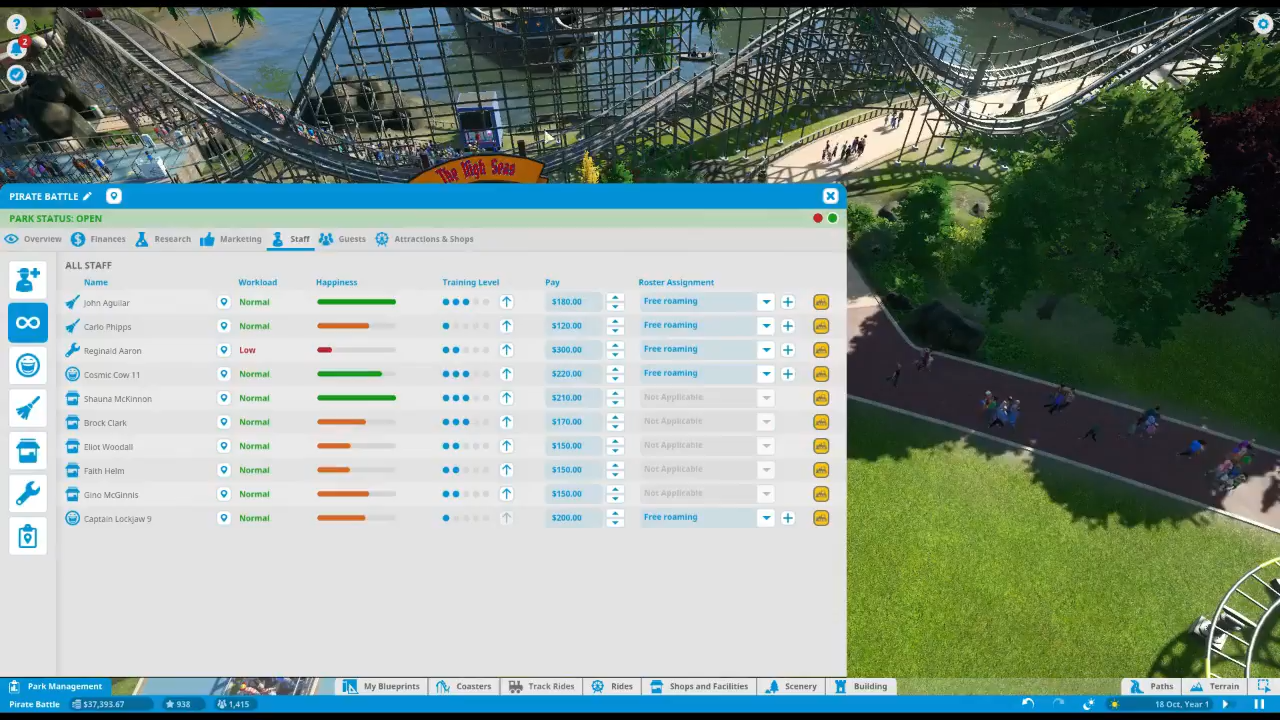 ?
2
The High Seas
PIRATE BATTLE
PARK STATUS: OPEN
Overview Finances Research Marketing Staff Guests Attractions & Shops
ALL STAFF
Name Workload Happiness Training Level Pay Roster Assignment
John Aguilar Normal $180.00 Free roaming
Carlo Phipps Normal $120.00 Free roaming
Reginald Aaron Low $300.00 Free roaming
Cosmic Cow 11 Normal $220.00 Free roaming
Shauna McKinnon Normal $210.00 Not Applicable
Brock Clark Normal $170.00 Not Applicable
Eliot Woodall Normal $150.00 Not Applicable
Faith Helm Normal $150.00 Not Applicable
Gino McGinnis Normal $150.00 Not Applicable
Captain Lockjaw 9 Normal $200.00 Free roaming
Park Management My Blueprints Coasters Track Rides Rides Shops and Facilities Scenery Building Paths Terrain
Pirate Battle $37,393.67 938 1,415 18 Oct, Year 1